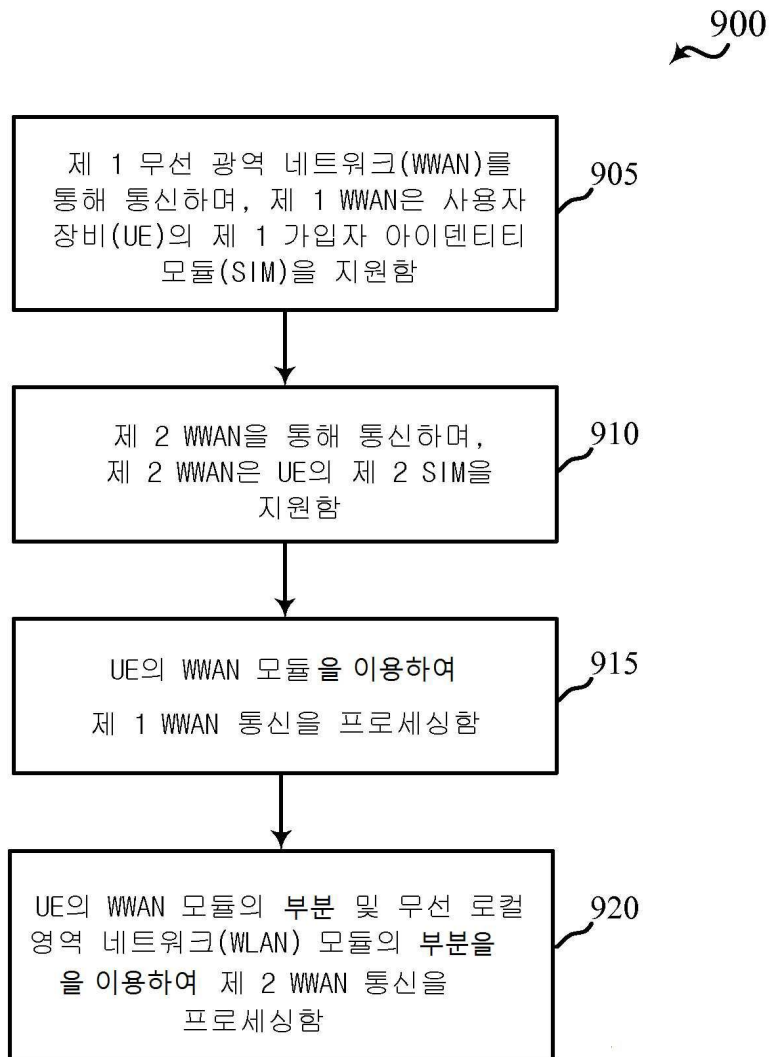 900
제 1 무선 광역 네트워크(WWAN)를
통해 통신하며, 제 1 WWAN은 사용자
장비(UE)의 제 1 가입자 아이덴티티
모듈(SIM)을 지원함
905
제 2 WWAN을 통해 통신하며,
제 2 WWAN은 UE의 제 2 SIM을
지원함
910
UE의 WWAN 모듈을 이용하여
제 1 WWAN 통신을 프로세싱함
915
UE의 WWAN 모듈의 부분 및 무선 로컬
영역 네트워크(WLAN) 모듈의 부분을
을 이용하여 제 2 WWAN 통신을
프로세싱함
920